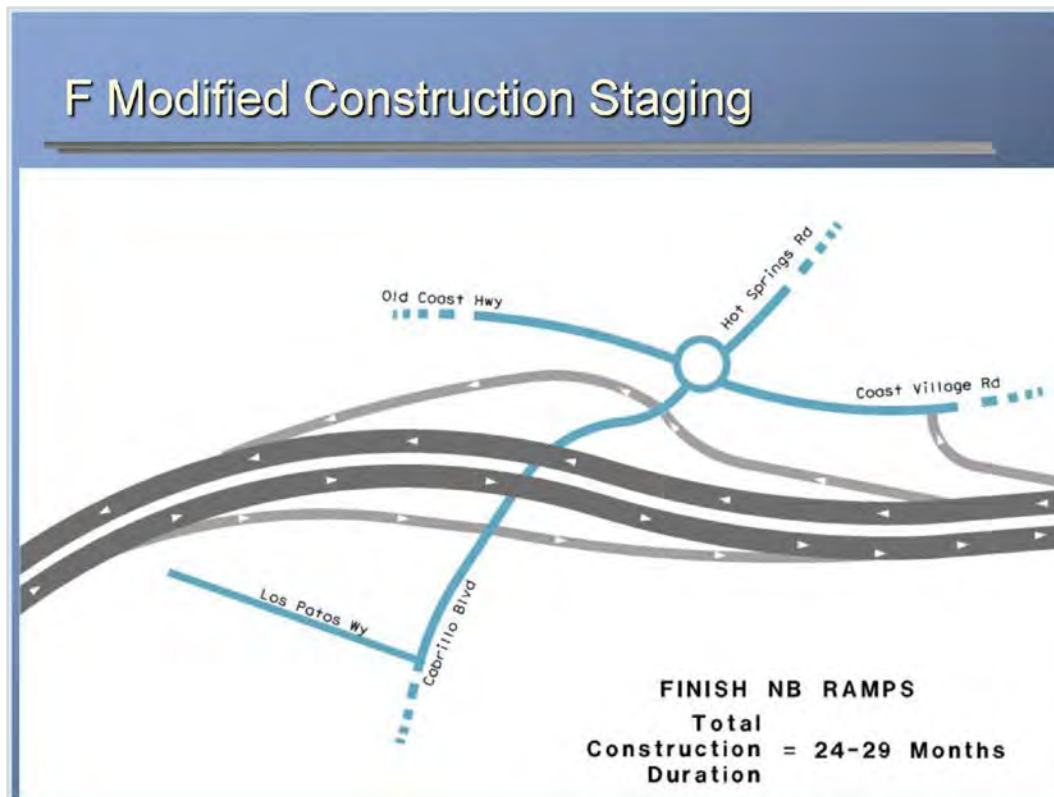 F Modified Construction Staging
Hot Springs Rd
Old Coast Hwy
Coast Village Rd
Los Patos Wy
Cabrillo Blvd
FINISH NB RAMPS
Total
Construction = 24-29 Months
Duration